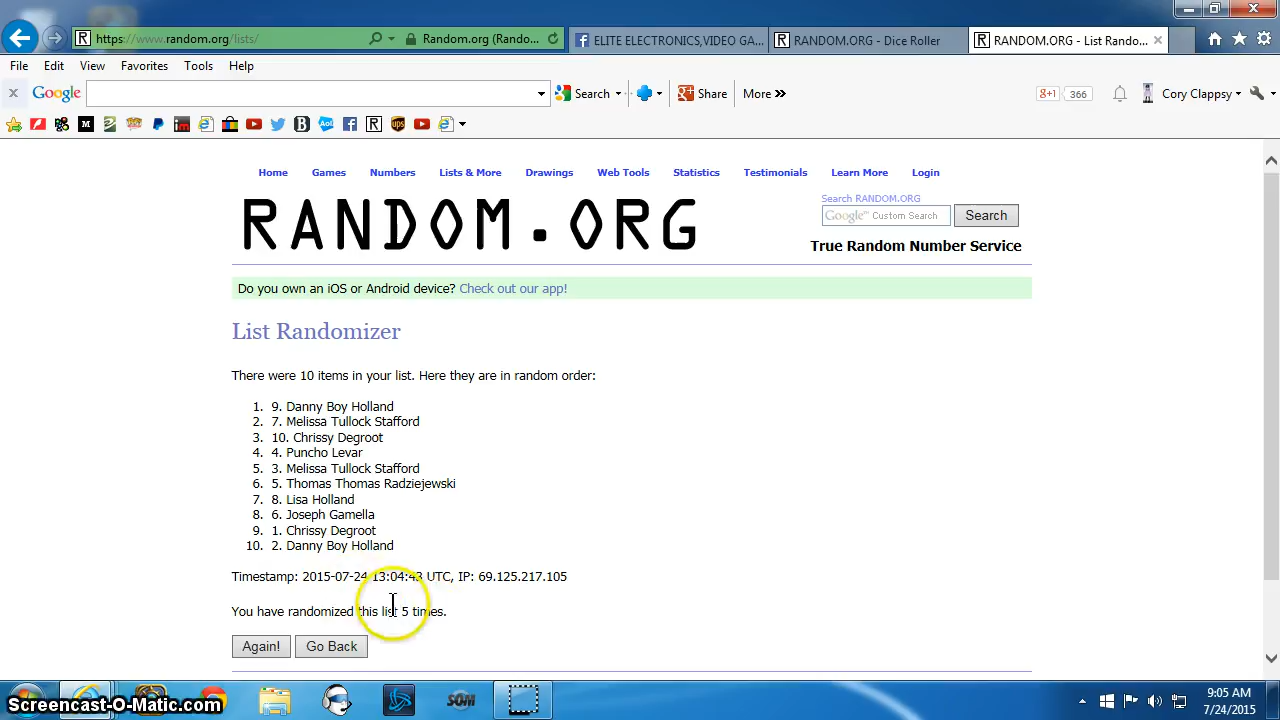 https://www.random.org/lists/
Random.org (Rando...
ELITE ELECTRONICS,VIDEO GA...
RANDOM.ORG - Dice Roller
RANDOM.ORG - List Rando...
File Edit View Favorites Tools Help
Google Search Share More »
g+1 366 Cory Clappsy
Home Games Numbers Lists & More Drawings Web Tools Statistics Testimonials Learn More Login
RANDOM.ORG
Search RANDOM.ORG
Google™ Custom Search Search
True Random Number Service
Do you own an iOS or Android device? Check out our app!
List Randomizer
There were 10 items in your list. Here they are in random order:
1. 9. Danny Boy Holland
2. 7. Melissa Tullock Stafford
3. 10. Chrissy Degroot
4. 4. Puncho Levar
5. 3. Melissa Tullock Stafford
6. 5. Thomas Thomas Radziejewski
7. 8. Lisa Holland
8. 6. Joseph Gamella
9. 1. Chrissy Degroot
10. 2. Danny Boy Holland
Timestamp: 2015-07-24 13:04:43 UTC, IP: 69.125.217.105
You have randomized this list 5 times.
Again! Go Back
SOM
Screencast-O-Matic.com
9:05 AM
7/24/2015